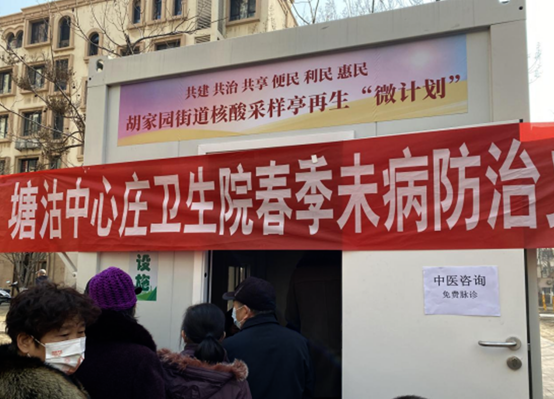 共建 共治 共享 便民 利民 惠民
胡家园街道核酸采样亭再生“微计划”
塘沽中心庄卫生院春季未病防治
设施
中医咨询
免费脉诊